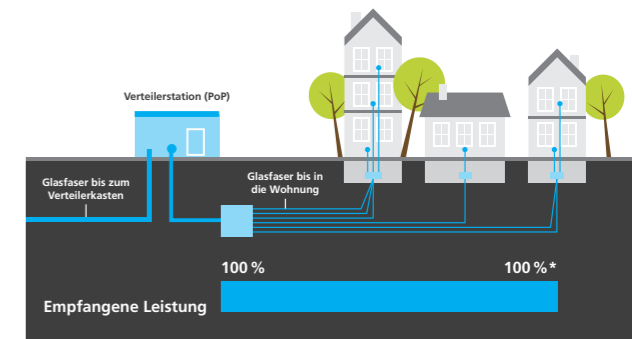 Verteilerstation (PoP)
Glasfaser bis zum
Verteilerkasten
Glasfaser bis in
die Wohnung
100 %
100 %*
Empfangene Leistung